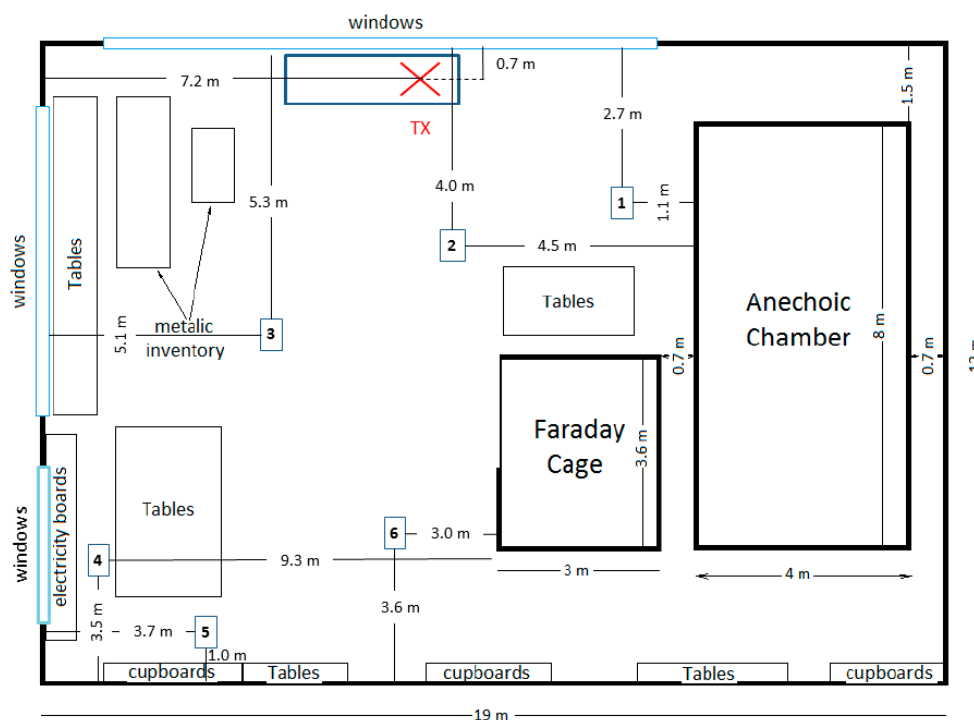 windows
0.7 m
7.2 m
TX
2.7 m
1.5 m
5.3 m
4.0 m
1
1.1 m
2
4.5 m
windows
Tables
Tables
Anechoic
Chamber
3
metalic
inventory
5.1 m
8 m
0.7 m
0.7 m
12 m
Faraday
Cage
3.6 m
Tables
windows
electricity boards
6
3.0 m
4
9.3 m
3 m
4 m
3.5 m
3.6 m
3.7 m
5
1.0 m
cupboards
Tables
cupboards
Tables
cupboards
19 m